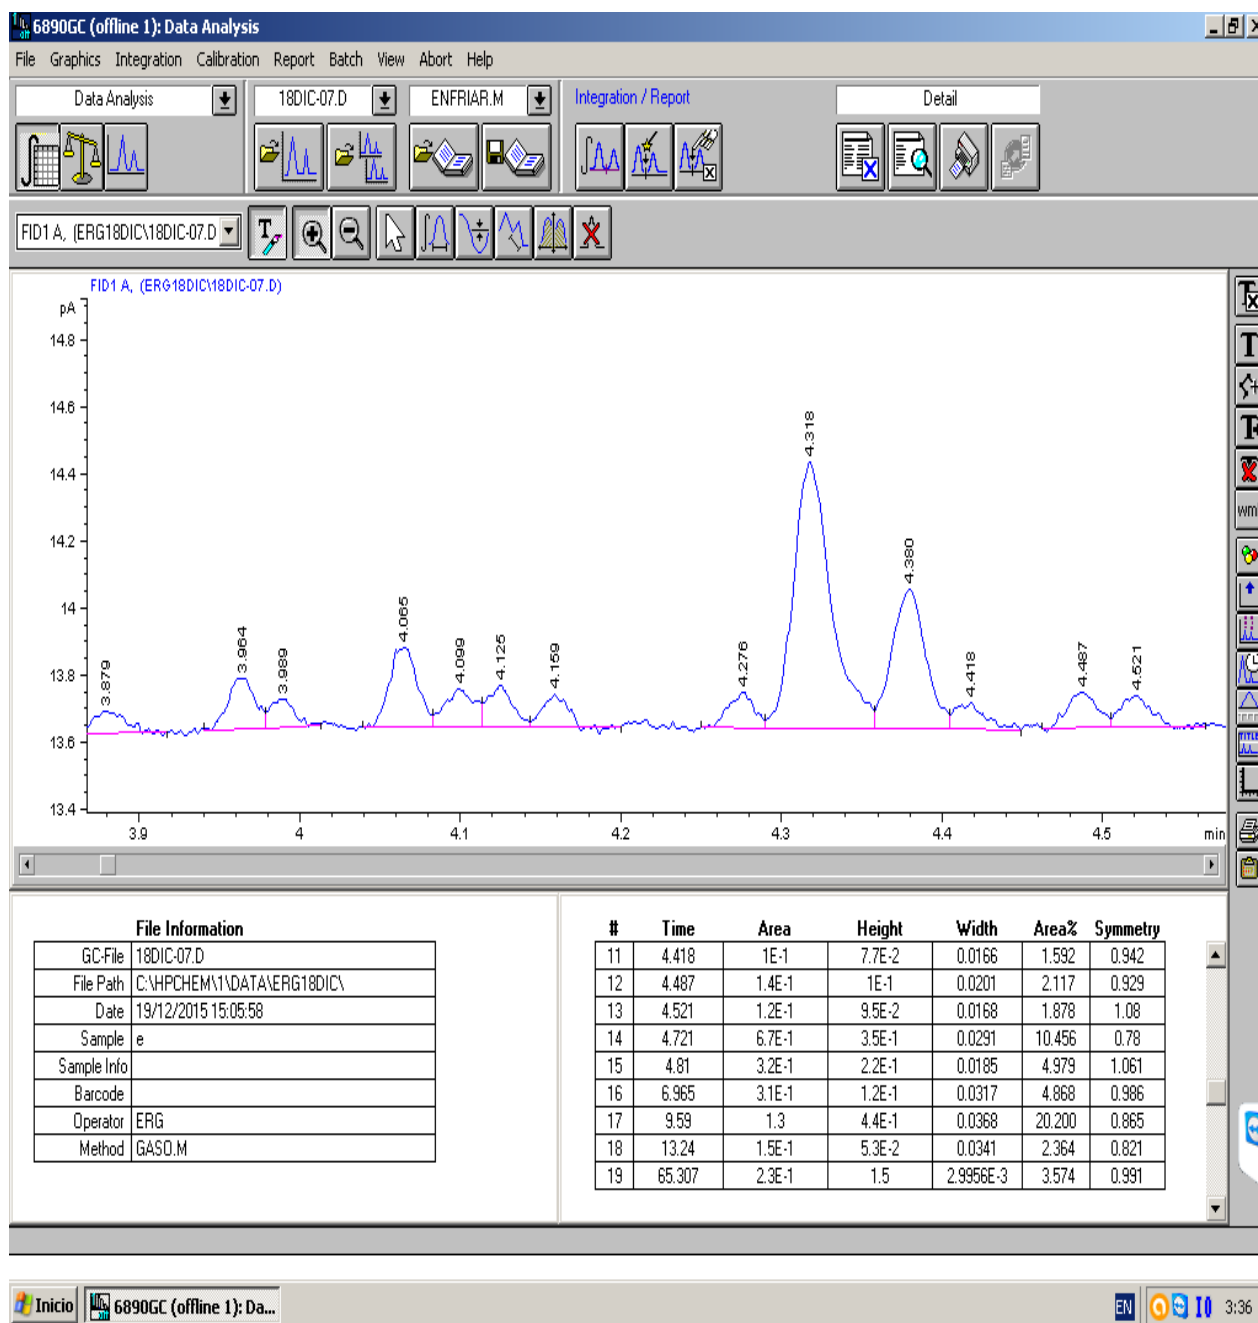 6890GC (offline 1): Data Analysis
File Graphics Integration Calibration Report Batch View Abort Help
Data Analysis 18DIC-07.D ENFRIAR.M Integration / Report Detail
FID1 A, (ERG18DIC\18DIC-07.D
FID1 A, (ERG18DIC\18DIC-07.D)
pA
14.8
14.6
14.4
14.2
14
13.8
13.6
13.4
3.879
3.964
3.989
4.065
4.099
4.125
4.159
4.276
4.318
4.380
4.418
4.487
4.521
3.9 4 4.1 4.2 4.3 4.4 4.5 min
File Information
GC-File 18DIC-07.D
File Path C:\HPCHEM\1\DATA\ERG18DIC\
Date 19/12/2015 15:05:58
Sample e
Sample Info
Barcode
Operator ERG
Method GASO.M
# Time Area Height Width Area% Symmetry
11 4.418 1E-1 7.7E-2 0.0166 1.592 0.942
12 4.487 1.4E-1 1E-1 0.0201 2.117 0.929
13 4.521 1.2E-1 9.5E-2 0.0168 1.878 1.08
14 4.721 6.7E-1 3.5E-1 0.0291 10.456 0.78
15 4.81 3.2E-1 2.2E-1 0.0185 4.979 1.061
16 6.965 3.1E-1 1.2E-1 0.0317 4.868 0.986
17 9.59 1.3 4.4E-1 0.0368 20.200 0.865
18 13.24 1.5E-1 5.3E-2 0.0341 2.364 0.821
19 65.307 2.3E-1 1.5 2.9956E-3 3.574 0.991
Inicio 6890GC (offline 1): Da... EN 3:36